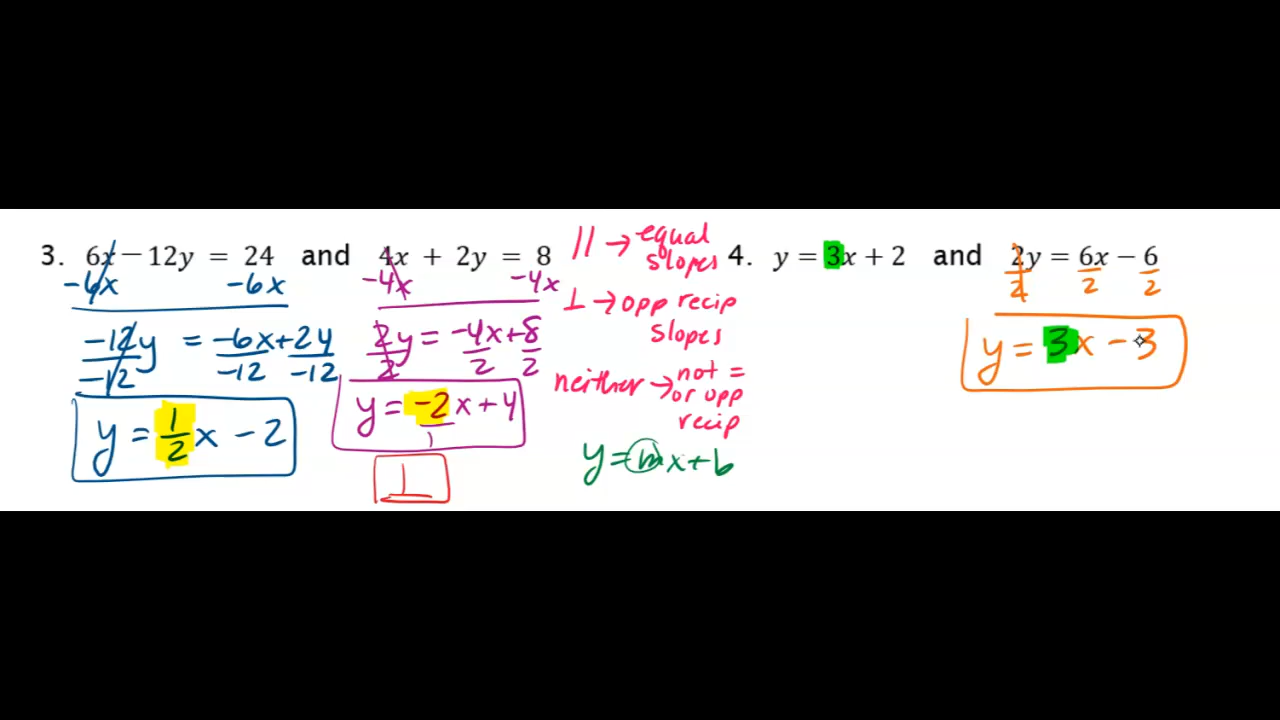 3. 6x − 12y = 24 and 4x + 2y = 8
-6x -6x
-12y = -6x+24
-12 -12 -12
y = 1/2 x - 2
-4x -4x
2y = -4x+8
2 2 2
y = -2x+4
1
⊥
// → equal
slopes
⊥ → opp recip
slopes
neither → not =
or opp
recip
y = mx+b
4. y = 3x + 2 and 2y = 6x − 6
2 2 2
y = 3x - 3